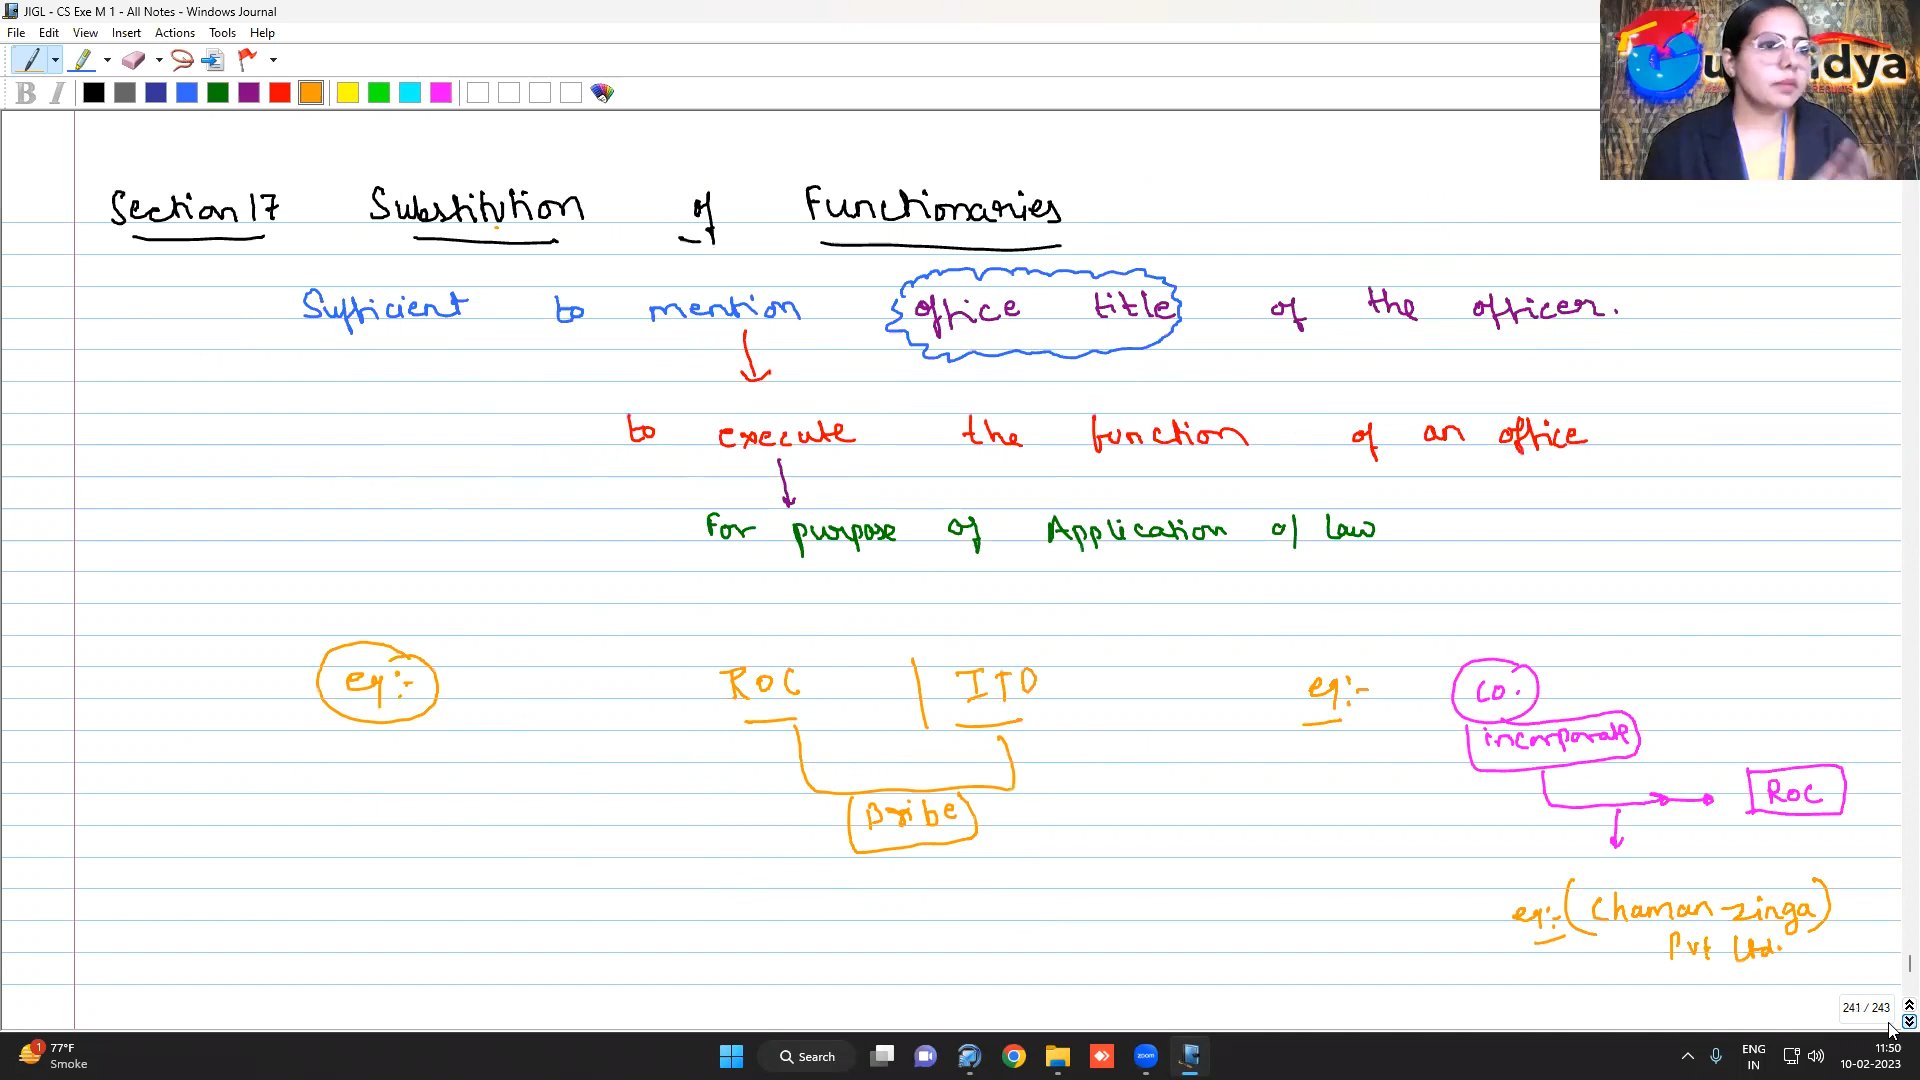 JIGL - CS Exe M 1 - All Notes - Windows Journal
File Edit View Insert Actions Tools Help
B I
Section 17 Substitution of Functionaries
Sufficient to mention office title of the officer.
to execute the function of an office
For purpose of Application of law
eg:- ROC | ITO eg:- Co.
incorporate
Bribe
ROC
eg:- (Chaman-zinga)
Pvt Ltd.
241 / 243
1 77°F
Smoke
Search
zoom
ENG
IN
11:50
10-02-2023